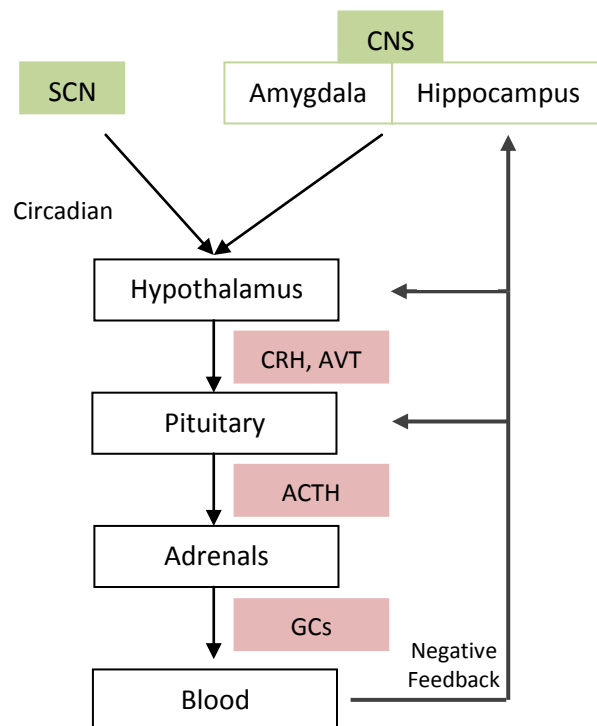 CNS
SCN
Amygdala
Hippocampus
Circadian
Hypothalamus
CRH, AVT
Pituitary
ACTH
Adrenals
GCs
Negative
Feedback
Blood